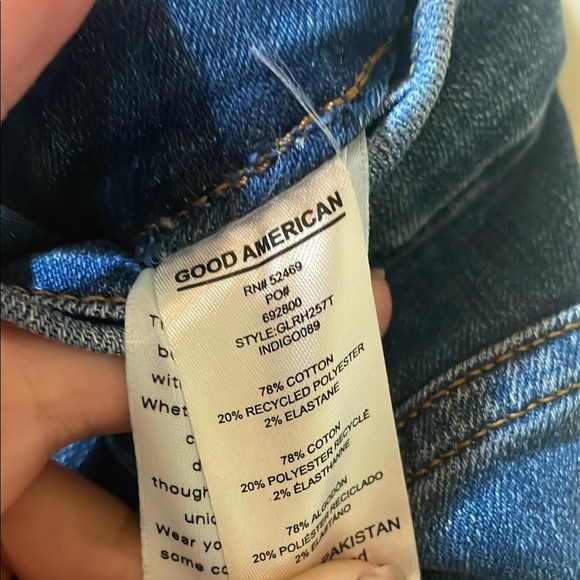 GOOD AMERICAN
RN# 52469
PO#
692800
STYLE:GLRH257T
INDIGO089
78% COTTON
20% RECYCLED POLYESTER
2% ELASTANE
78% COTON
20% POLYESTER RECYCLÉ
2% ÉLASTHANNE
78% ALGODÓN
20% POLIÉSTER RECICLADO
2% ELASTANO
PAKISTAN
wit
Whet
though
Wear yo
some co